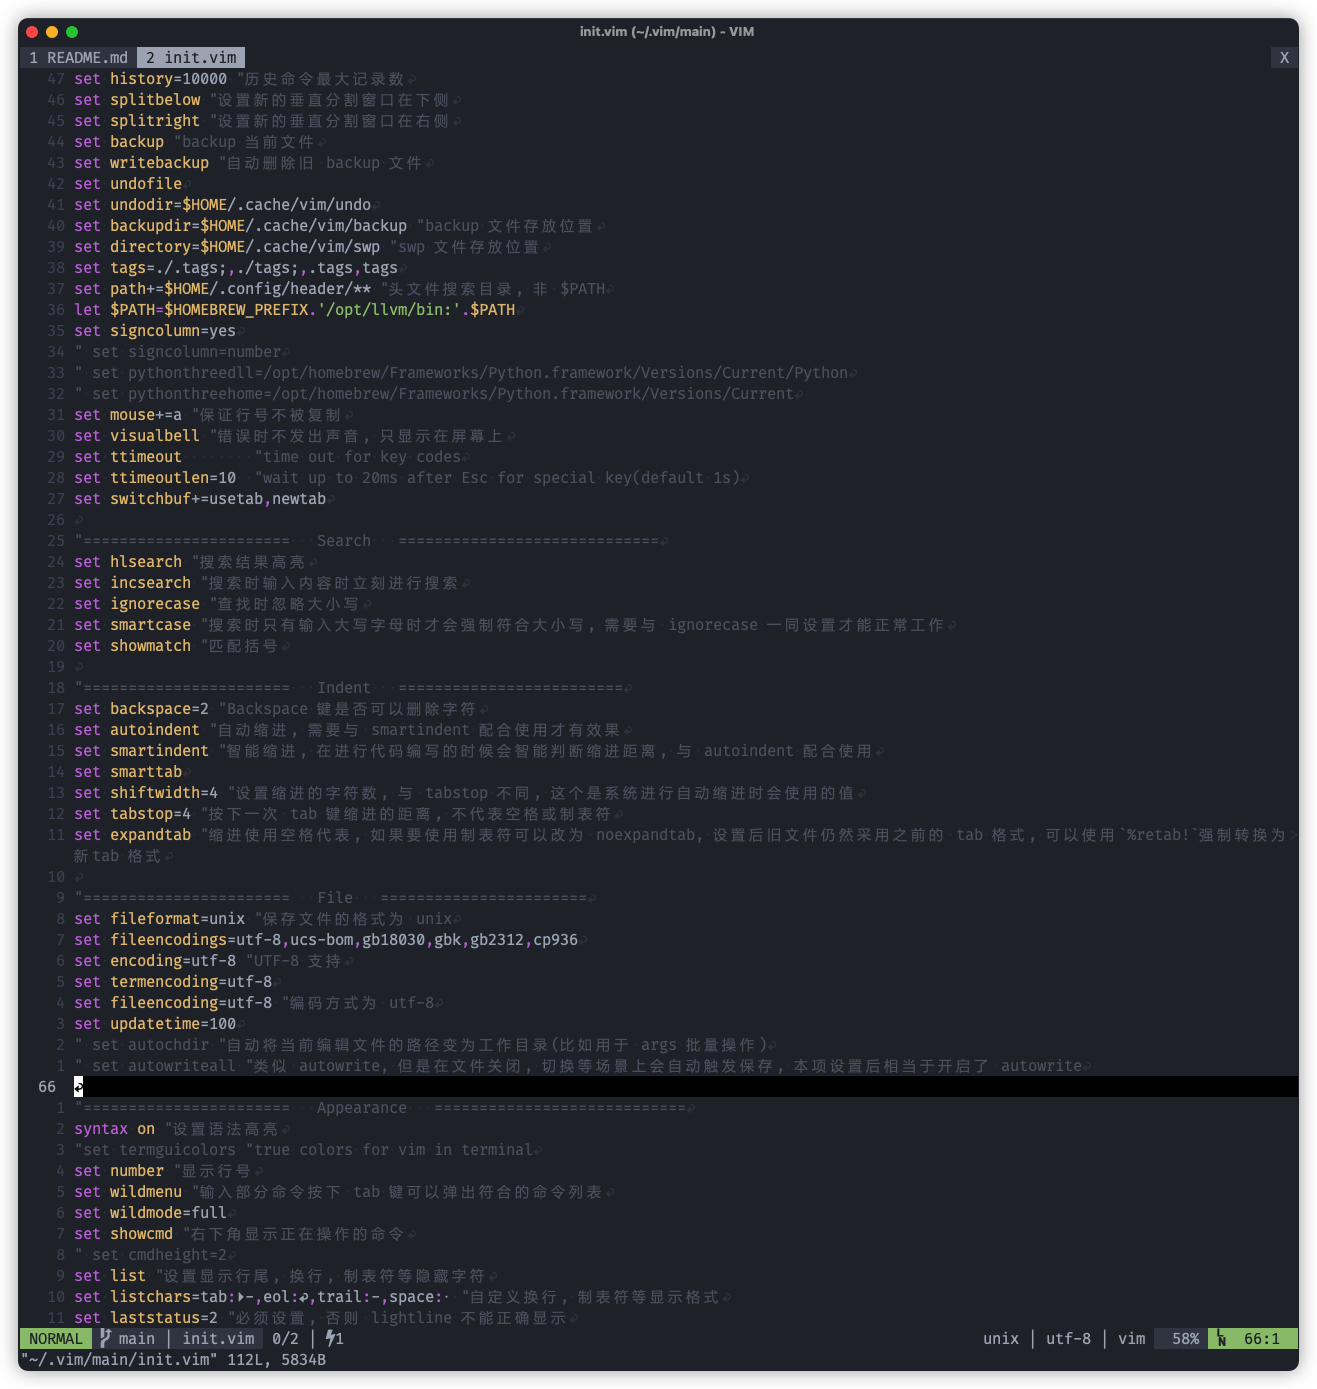 init.vim (~/.vim/main) - VIM
1 README.md 2 init.vim X
47 set history=10000 "历史命令最大记录数
46 set splitbelow "设置新的垂直分割窗口在下侧
45 set splitright "设置新的垂直分割窗口在右侧
44 set backup "backup 当前文件
43 set writebackup "自动删除旧 backup 文件
42 set undofile
41 set undodir=$HOME/.cache/vim/undo
40 set backupdir=$HOME/.cache/vim/backup "backup 文件存放位置
39 set directory=$HOME/.cache/vim/swp "swp 文件存放位置
38 set tags=./.tags;,./tags;,.tags,tags
37 set path+=$HOME/.config/header/** "头文件搜索目录, 非 $PATH
36 let $PATH=$HOMEBREW_PREFIX.'/opt/llvm/bin:'.$PATH
35 set signcolumn=yes
34 " set signcolumn=number
33 " set pythonthreedll=/opt/homebrew/Frameworks/Python.framework/Versions/Current/Python
32 " set pythonthreehome=/opt/homebrew/Frameworks/Python.framework/Versions/Current
31 set mouse+=a "保证行号不被复制
30 set visualbell "错误时不发出声音, 只显示在屏幕上
29 set ttimeout        "time out for key codes
28 set ttimeoutlen=10  "wait up to 20ms after Esc for special key(default 1s)
27 set switchbuf+=usetab,newtab
26
25 "=======================   Search   =============================
24 set hlsearch "搜索结果高亮
23 set incsearch "搜索时输入内容时立刻进行搜索
22 set ignorecase "查找时忽略大小写
21 set smartcase "搜索时只有输入大写字母时才会强制符合大小写, 需要与 ignorecase 一同设置才能正常工作
20 set showmatch "匹配括号
19
18 "=======================   Indent   =========================
17 set backspace=2 "Backspace 键是否可以删除字符
16 set autoindent "自动缩进, 需要与 smartindent 配合使用才有效果
15 set smartindent "智能缩进, 在进行代码编写的时候会智能判断缩进距离, 与 autoindent 配合使用
14 set smarttab
13 set shiftwidth=4 "设置缩进的字符数, 与 tabstop 不同, 这个是系统进行自动缩进时会使用的值
12 set tabstop=4 "按下一次 tab 键缩进的距离, 不代表空格或制表符
11 set expandtab "缩进使用空格代表, 如果要使用制表符可以改为 noexpandtab, 设置后旧文件仍然采用之前的 tab 格式, 可以使用`%retab!`强制转换为>
新tab 格式
10
9 "=======================   File   =======================
8 set fileformat=unix "保存文件的格式为 unix
7 set fileencodings=utf-8,ucs-bom,gb18030,gbk,gb2312,cp936
6 set encoding=utf-8 "UTF-8 支持
5 set termencoding=utf-8
4 set fileencoding=utf-8 "编码方式为 utf-8
3 set updatetime=100
2 " set autochdir "自动将当前编辑文件的路径变为工作目录(比如用于 args 批量操作)
1 " set autowriteall "类似 autowrite, 但是在文件关闭, 切换等场景上会自动触发保存, 本项设置后相当于开启了 autowrite
66
1 "=======================   Appearance   ============================
2 syntax on "设置语法高亮
3 "set termguicolors "true colors for vim in terminal
4 set number "显示行号
5 set wildmenu "输入部分命令按下 tab 键可以弹出符合的命令列表
6 set wildmode=full
7 set showcmd "右下角显示正在操作的命令
8 " set cmdheight=2
9 set list "设置显示行尾, 换行, 制表符等隐藏字符
10 set listchars=tab:⏵-,eol:↲,trail:-,space:· "自定义换行, 制表符等显示格式
11 set laststatus=2 "必须设置, 否则 lightline 不能正确显示
NORMAL main | init.vim 0/2 | 1 unix | utf-8 | vim 58% LN 66:1
"~/.vim/main/init.vim" 112L, 5834B